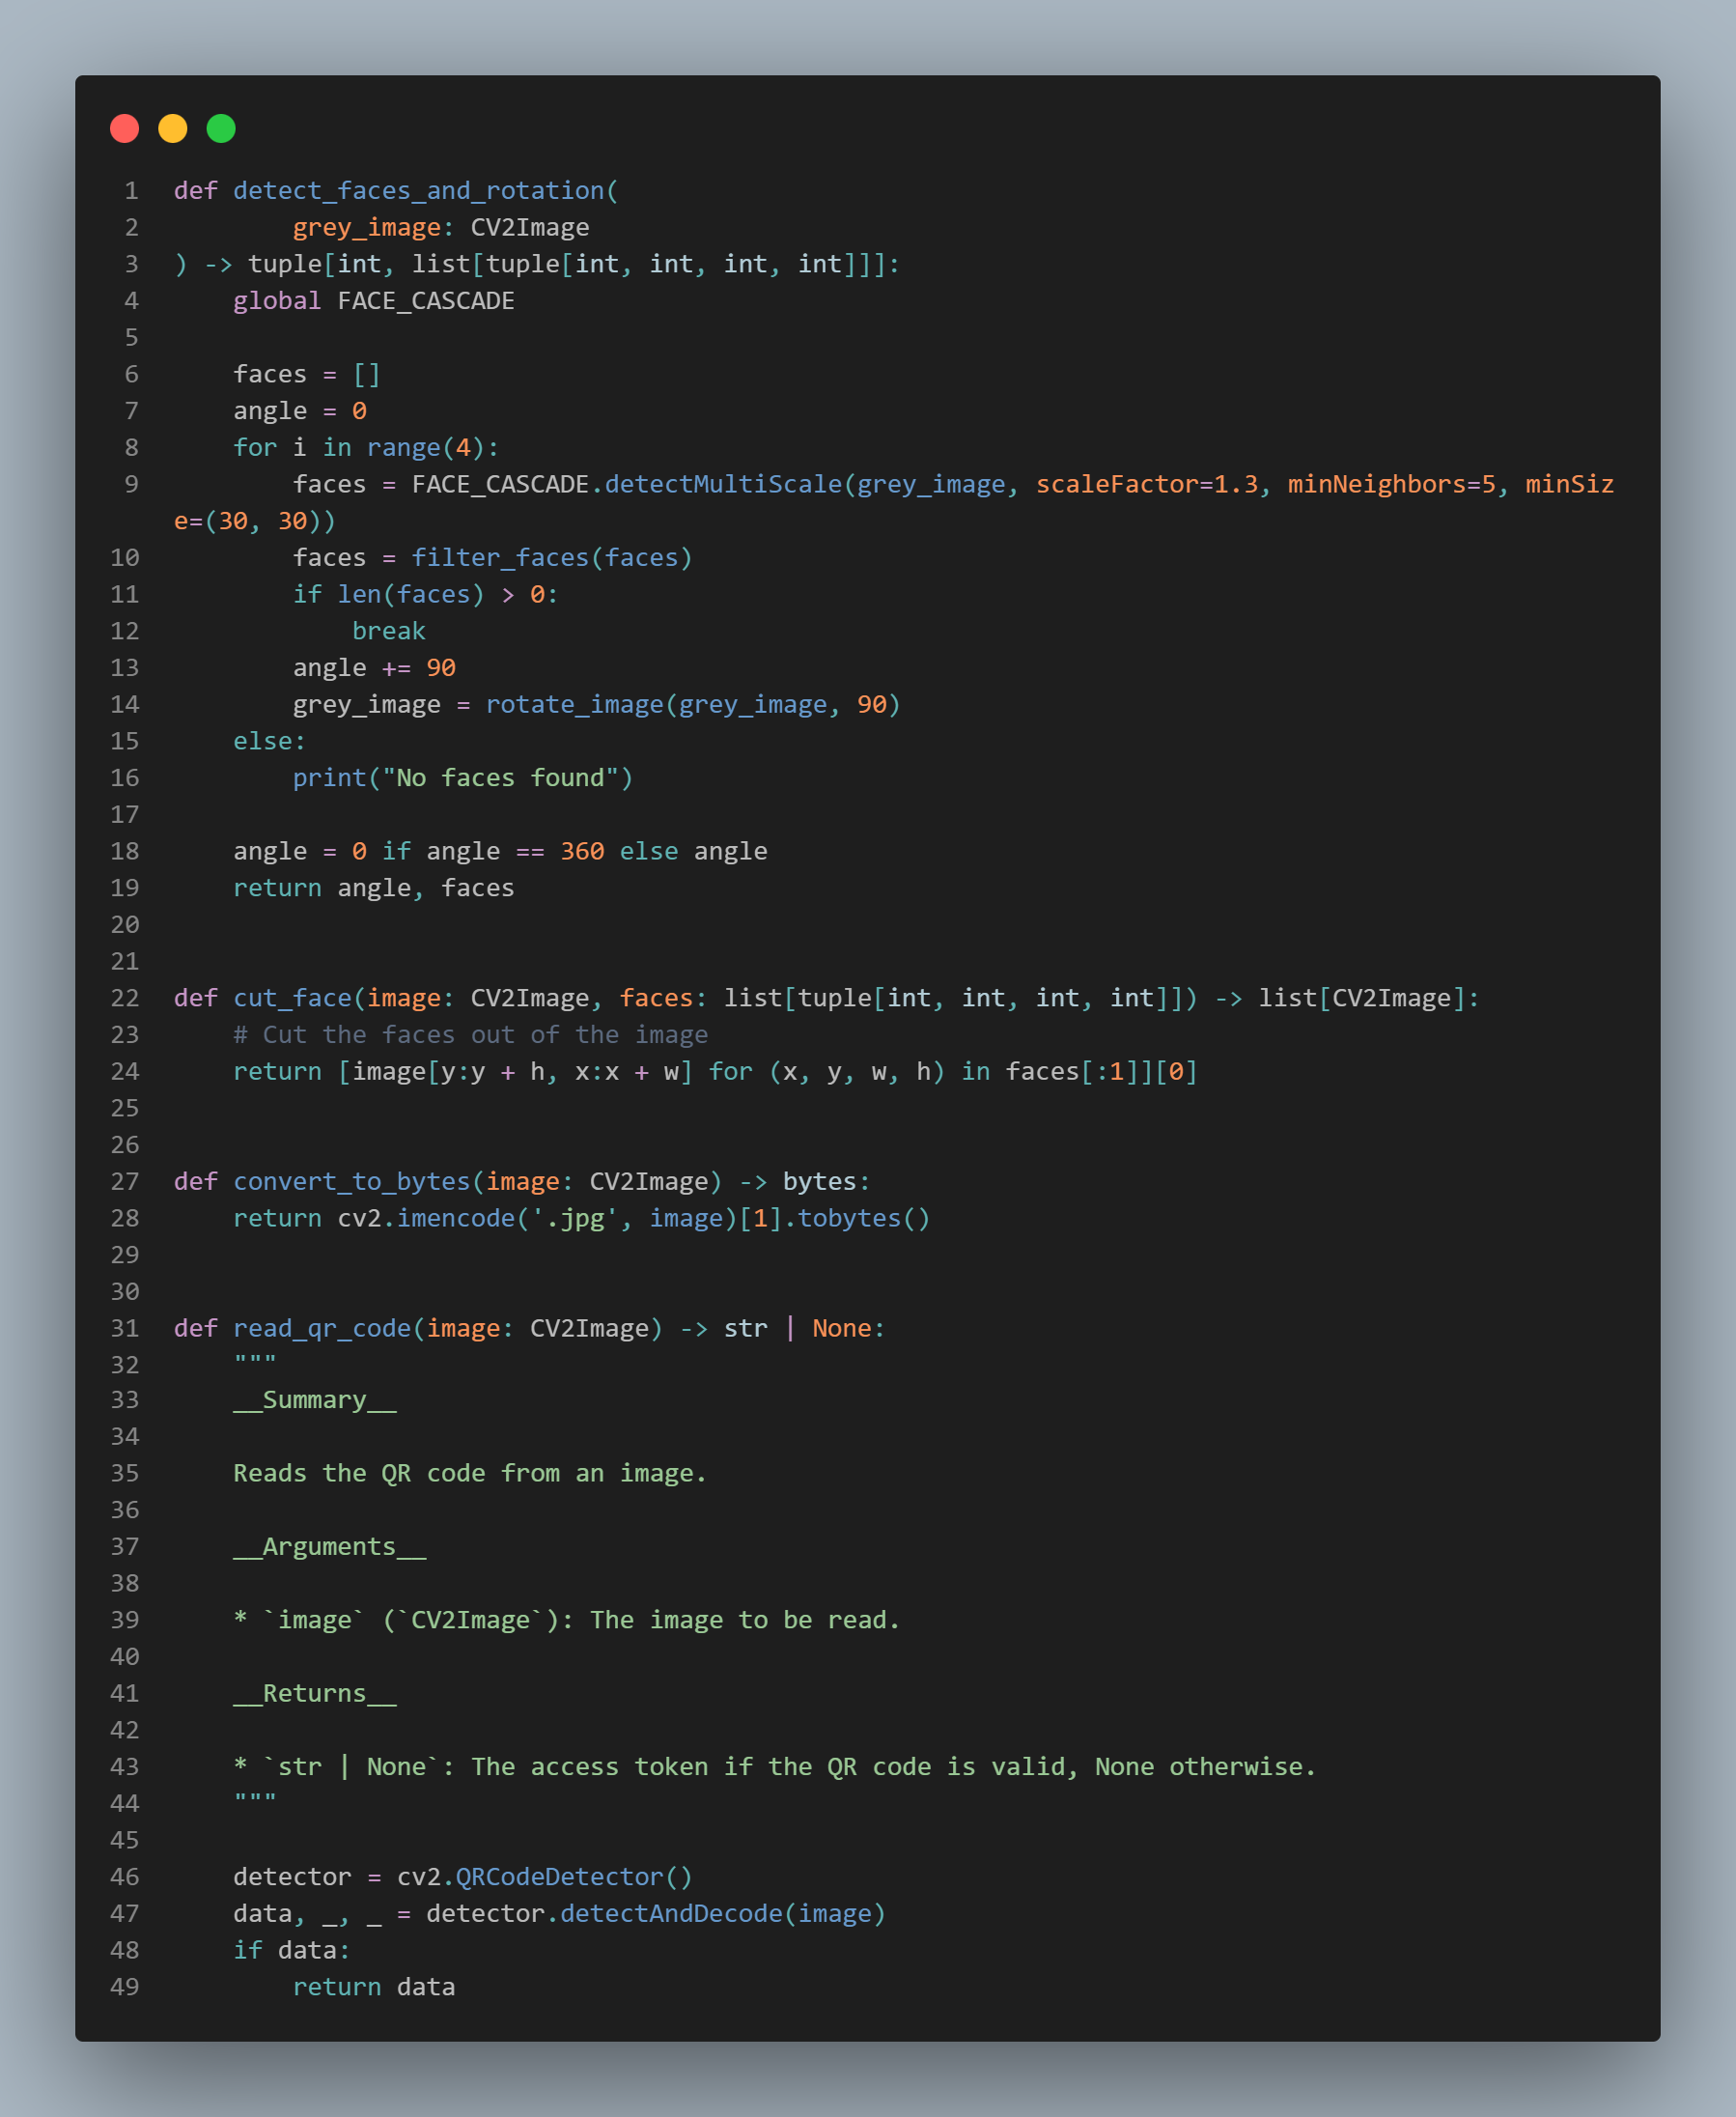 1 def detect_faces_and_rotation(
2         grey_image: CV2Image
3 ) -> tuple[int, list[tuple[int, int, int, int]]]:
4     global FACE_CASCADE
5
6     faces = []
7     angle = 0
8     for i in range(4):
9         faces = FACE_CASCADE.detectMultiScale(grey_image, scaleFactor=1.3, minNeighbors=5, minSiz
e=(30, 30))
10         faces = filter_faces(faces)
11         if len(faces) > 0:
12             break
13         angle += 90
14         grey_image = rotate_image(grey_image, 90)
15     else:
16         print("No faces found")
17
18     angle = 0 if angle == 360 else angle
19     return angle, faces
20
21
22 def cut_face(image: CV2Image, faces: list[tuple[int, int, int, int]]) -> list[CV2Image]:
23     # Cut the faces out of the image
24     return [image[y:y + h, x:x + w] for (x, y, w, h) in faces[:1]][0]
25
26
27 def convert_to_bytes(image: CV2Image) -> bytes:
28     return cv2.imencode('.jpg', image)[1].tobytes()
29
30
31 def read_qr_code(image: CV2Image) -> str | None:
32     """
33     __Summary__
34
35     Reads the QR code from an image.
36
37     __Arguments__
38
39     * `image` (`CV2Image`): The image to be read.
40
41     __Returns__
42
43     * `str | None`: The access token if the QR code is valid, None otherwise.
44     """
45
46     detector = cv2.QRCodeDetector()
47     data, _, _ = detector.detectAndDecode(image)
48     if data:
49         return data